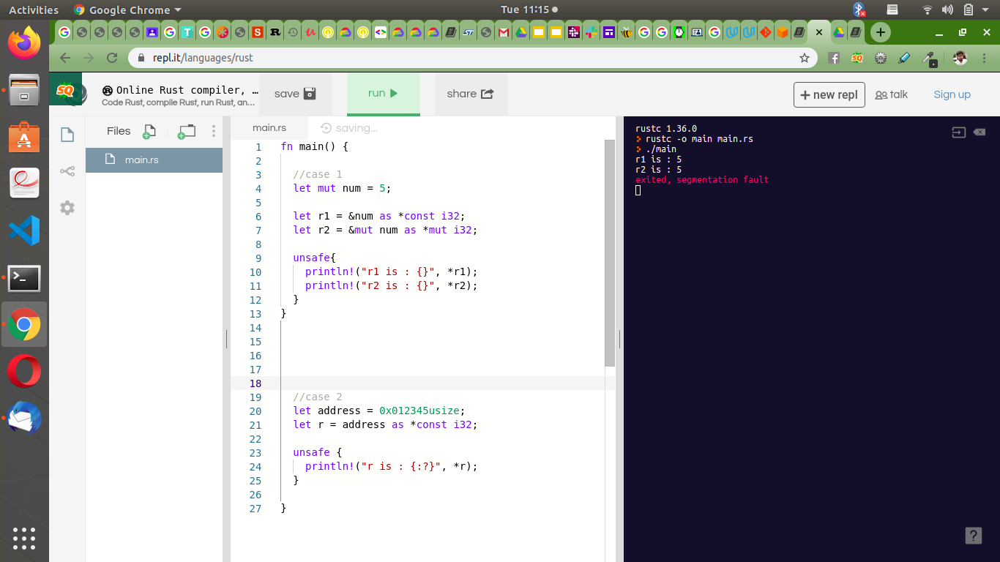 Activities
Google Chrome
Tue 11:15
repl.it/languages/rust
SQ
Online Rust compiler, …
Code Rust, compile Rust, run Rust, an...
save
run
share
+ new repl
talk
Sign up
Files
main.rs
main.rs
saving...
1 fn main() {
2
3 //case 1
4 let mut num = 5;
5
6 let r1 = &num as *const i32;
7 let r2 = &mut num as *mut i32;
8
9 unsafe{
10 println!("r1 is : {}", *r1);
11 println!("r2 is : {}", *r2);
12 }
13 }
14
15
16
17
18
19 //case 2
20 let address = 0x012345usize;
21 let r = address as *const i32;
22
23 unsafe {
24 println!("r is : {:?}", *r);
25 }
26
27 }
rustc 1.36.0
rustc -o main main.rs
./main
r1 is : 5
r2 is : 5
exited, segmentation fault
?